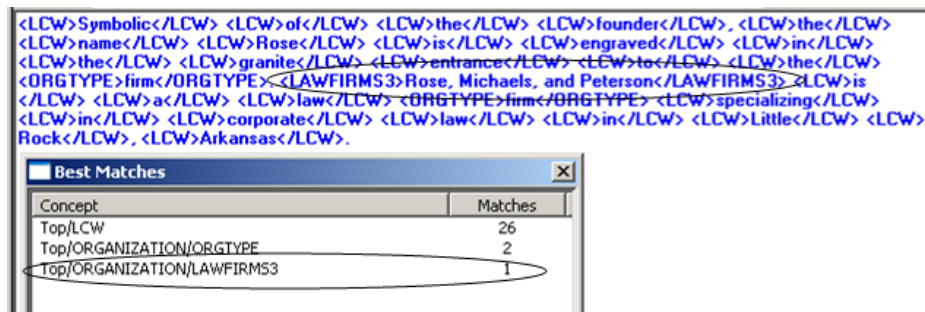 <LCW>Symbolic</LCW> <LCW>of</LCW> <LCW>the</LCW> <LCW>founder</LCW>, <LCW>the</LCW>
<LCW>name</LCW> <LCW>Rose</LCW> <LCW>is</LCW> <LCW>engraved</LCW> <LCW>in</LCW>
<LCW>the</LCW> <LCW>granite</LCW> <LCW>entrance</LCW> <LCW>to</LCW> <LCW>the</LCW>
<ORGTYPE>firm</ORGTYPE>. <LAWFIRMS3>Rose, Michaels, and Peterson</LAWFIRMS3> <LCW>is
</LCW> <LCW>a</LCW> <LCW>law</LCW> <ORGTYPE>firm</ORGTYPE> <LCW>specializing</LCW>
<LCW>in</LCW> <LCW>corporate</LCW> <LCW>law</LCW> <LCW>in</LCW> <LCW>Little</LCW> <LCW>
Rock</LCW>, <LCW>Arkansas</LCW>.
Best Matches
Concept Matches
Top/LCW 26
Top/ORGANIZATION/ORGTYPE 2
Top/ORGANIZATION/LAWFIRMS3 1